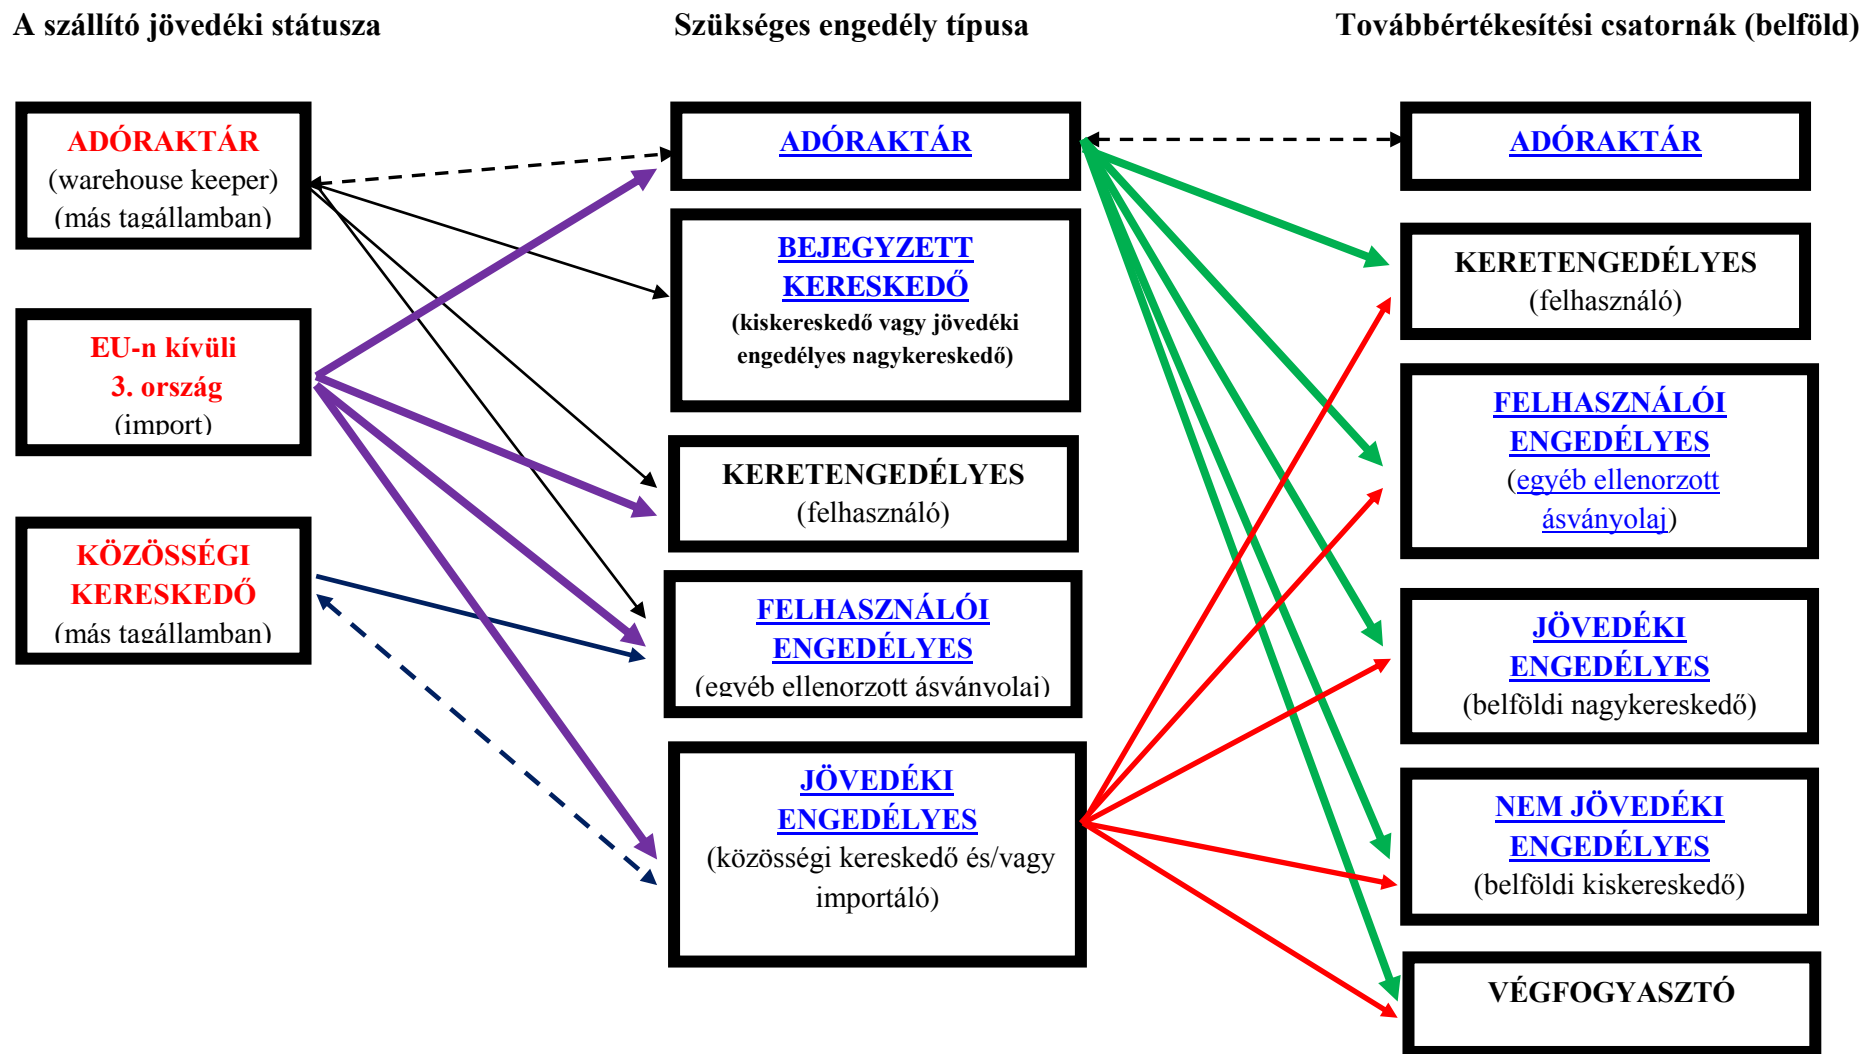 A szállító jövedéki státusza
Szükséges engedély típusa
Továbbértékesítési csatornák (belföld)
ADÓRAKTÁR
(warehouse keeper)
(más tagállamban)
EU-n kívüli
3. ország
(import)
KÖZÖSSÉGI
KERESKEDŐ
(más tagállamban)
ADÓRAKTÁR
BEJEGYZETT
KERESKEDŐ
(kiskereskedő vagy jövedéki
engedélyes nagykereskedő)
KERETENGEDÉLYES
(felhasználó)
FELHASZNÁLÓI
ENGEDÉLYES
(egyéb ellenorzott ásványolaj)
JÖVEDÉKI
ENGEDÉLYES
(közösségi kereskedő és/vagy
importáló)
ADÓRAKTÁR
KERETENGEDÉLYES
(felhasználó)
FELHASZNÁLÓI
ENGEDÉLYES
(egyéb ellenorzott
ásványolaj)
JÖVEDÉKI
ENGEDÉLYES
(belföldi nagykereskedő)
NEM JÖVEDÉKI
ENGEDÉLYES
(belföldi kiskereskedő)
VÉGFOGYASZTÓ